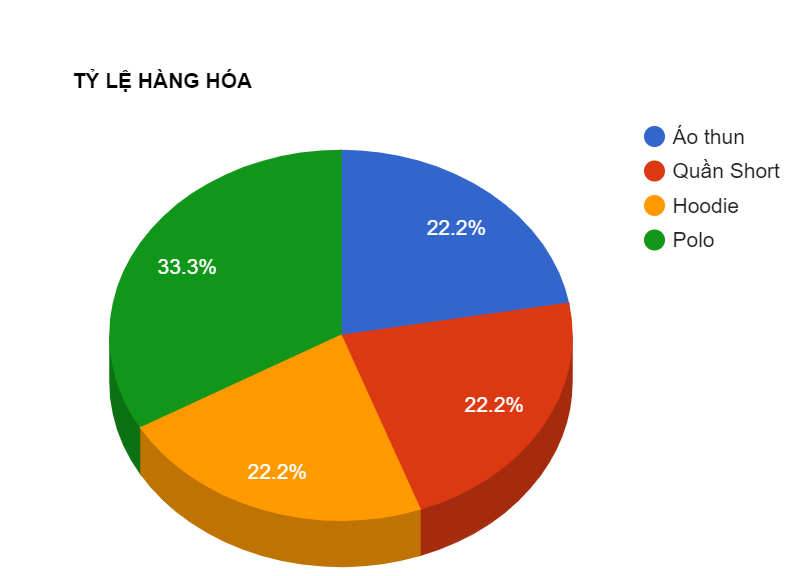 TỶ LỆ HÀNG HÓA
Áo thun
Quần Short
Hoodie
Polo
22.2%
33.3%
22.2%
22.2%